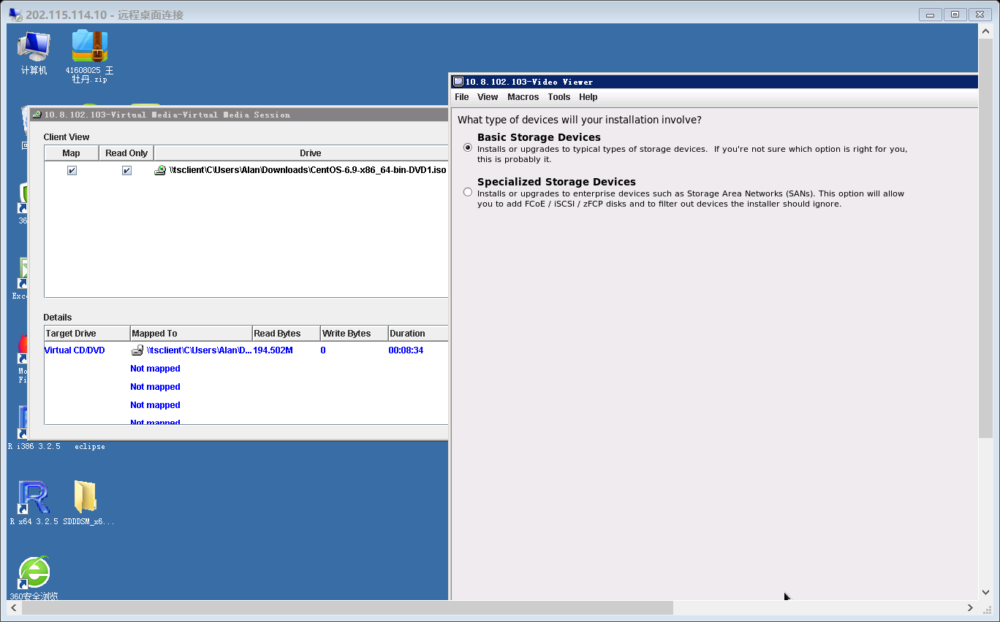 202.115.114.10 - 远程桌面连接
计算机
41608025 王
牡丹.zip
10.8.102.103-Virtual Media-Virtual Media Session
Client View
Map Read Only Drive
\\tsclient\C\Users\Alan\Downloads\CentOS-6.9-x86_64-bin-DVD1.iso
Details
Target Drive Mapped To Read Bytes Write Bytes Duration
Virtual CD/DVD \\tsclient\C\Users\Alan\D... 194.502M 0 00:08:34
Not mapped
Not mapped
Not mapped
Not mapped
10.8.102.103-Video Viewer
File View Macros Tools Help
What type of devices will your installation involve?
Basic Storage Devices
Installs or upgrades to typical types of storage devices. If you're not sure which option is right for you,
this is probably it.
Specialized Storage Devices
Installs or upgrades to enterprise devices such as Storage Area Networks (SANs). This option will allow
you to add FCoE / iSCSI / zFCP disks and to filter out devices the installer should ignore.
回
36
Exce
Mo
Fi
R i386 3.2.5
eclipse
R x64 3.2.5
SDDDSM_x6...
360安全浏览